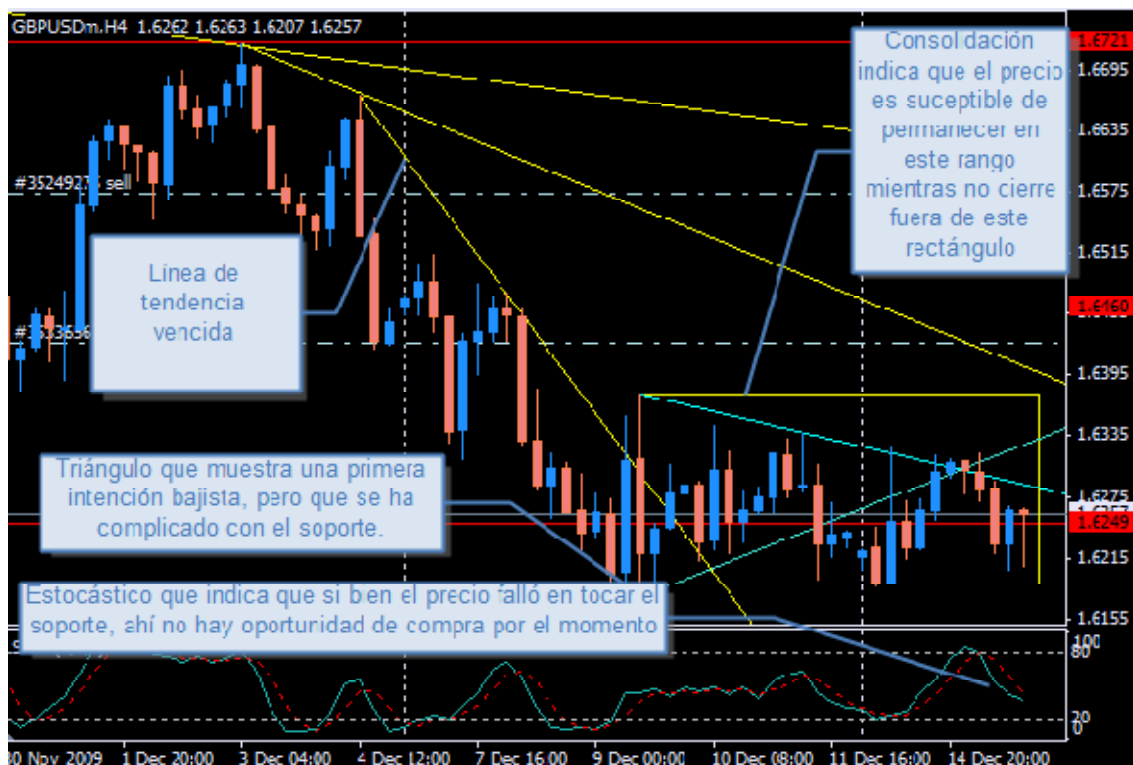 GBPUSDm,H4 1.6262 1.6263 1.6207 1.6257
Consolidación
indica que el precio
es suceptible de
permanecer en
este rango
mientras no cierre
fuera de este
rectángulo
Línea de
tendencia
vencida
Triángulo que muestra una primera
intención bajista, pero que se ha
complicado con el soporte.
Estocástico que indica que si bien el precio falló en tocar el
soporte, ahí no hay oportunidad de compra por el momento
sell
1.6721
1.6695
1.6635
1.6575
1.6515
1.6460
1.6395
1.6335
1.6275
1.6249
1.6215
1.6155
100
80
20
0
30 Nov 2009 1 Dec 20:00 3 Dec 04:00 4 Dec 12:00 7 Dec 16:00 9 Dec 00:00 10 Dec 08:00 11 Dec 16:00 14 Dec 20:00